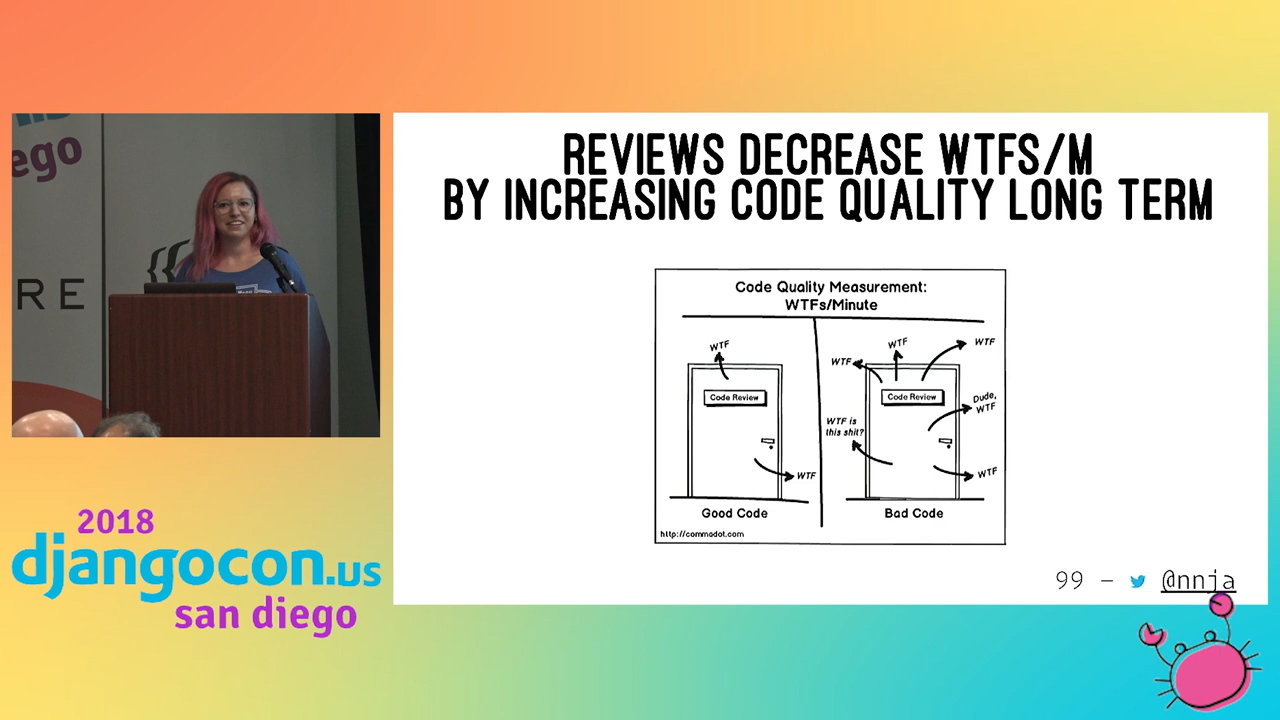 ego
RE
REVIEWS DECREASE WTFS/M
BY INCREASING CODE QUALITY LONG TERM
Code Quality Measurement:
WTFs/Minute
WTF
Code Review
WTF
Good Code
WTF
WTF
WTF
Code Review
Dude,
WTF
WTF is
this shit?
WTF
Bad Code
http://commadot.com
99 - @nnja
2018
djangocon.us
san diego